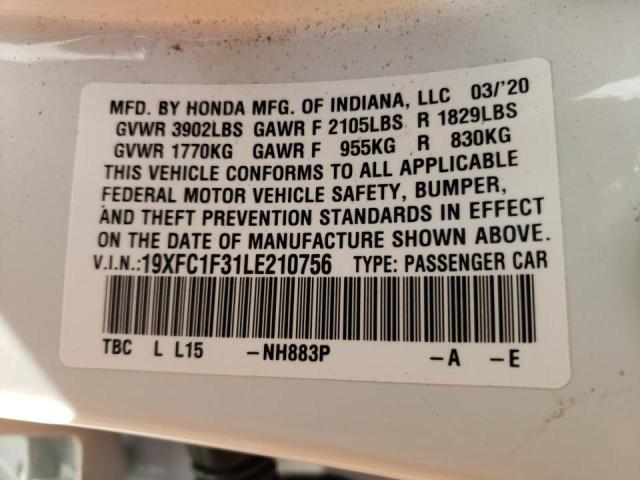 MFD. BY HONDA MFG. OF INDIANA, LLC 03/'20
GVWR 3902LBS GAWR F 2105LBS R 1829LBS
GVWR 1770KG GAWR F 955KG R 830KG
THIS VEHICLE CONFORMS TO ALL APPLICABLE
FEDERAL MOTOR VEHICLE SAFETY, BUMPER,
AND THEFT PREVENTION STANDARDS IN EFFECT
ON THE DATE OF MANUFACTURE SHOWN ABOVE.
V.I.N.:19XFC1F31LE210756 TYPE: PASSENGER CAR
TBC L L15 -NH883P -A -E